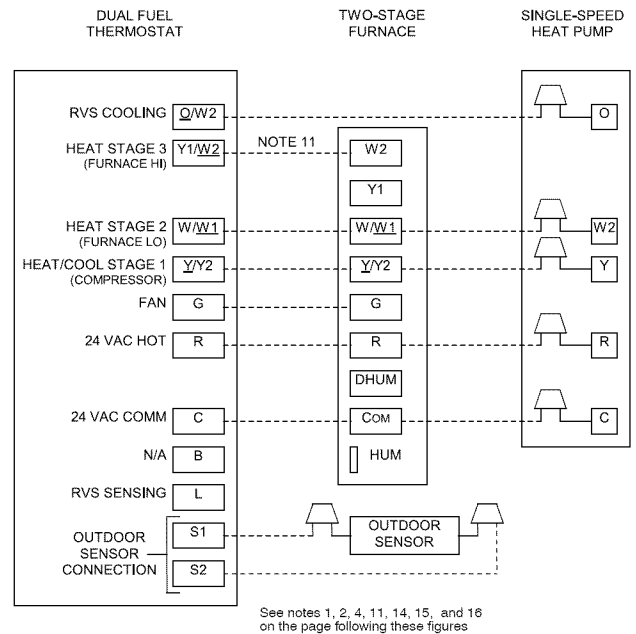 DUAL FUEL
THERMOSTAT
TWO-STAGE
FURNACE
SINGLE-SPEED
HEAT PUMP
RVS COOLING O/W2 O
HEAT STAGE 3 Y1/W2 NOTE 11 W2
(FURNACE HI)
Y1
HEAT STAGE 2 W/W1 W/W1 W2
(FURNACE LO)
HEAT/COOL STAGE 1 Y/Y2 Y/Y2 Y
(COMPRESSOR)
FAN G G
24 VAC HOT R R R
DHUM
24 VAC COMM C COM C
N/A B HUM
RVS SENSING L
S1
OUTDOOR
SENSOR
CONNECTION
S2
OUTDOOR
SENSOR
See notes 1, 2, 4, 11, 14, 15, and 16
on the page following these figures